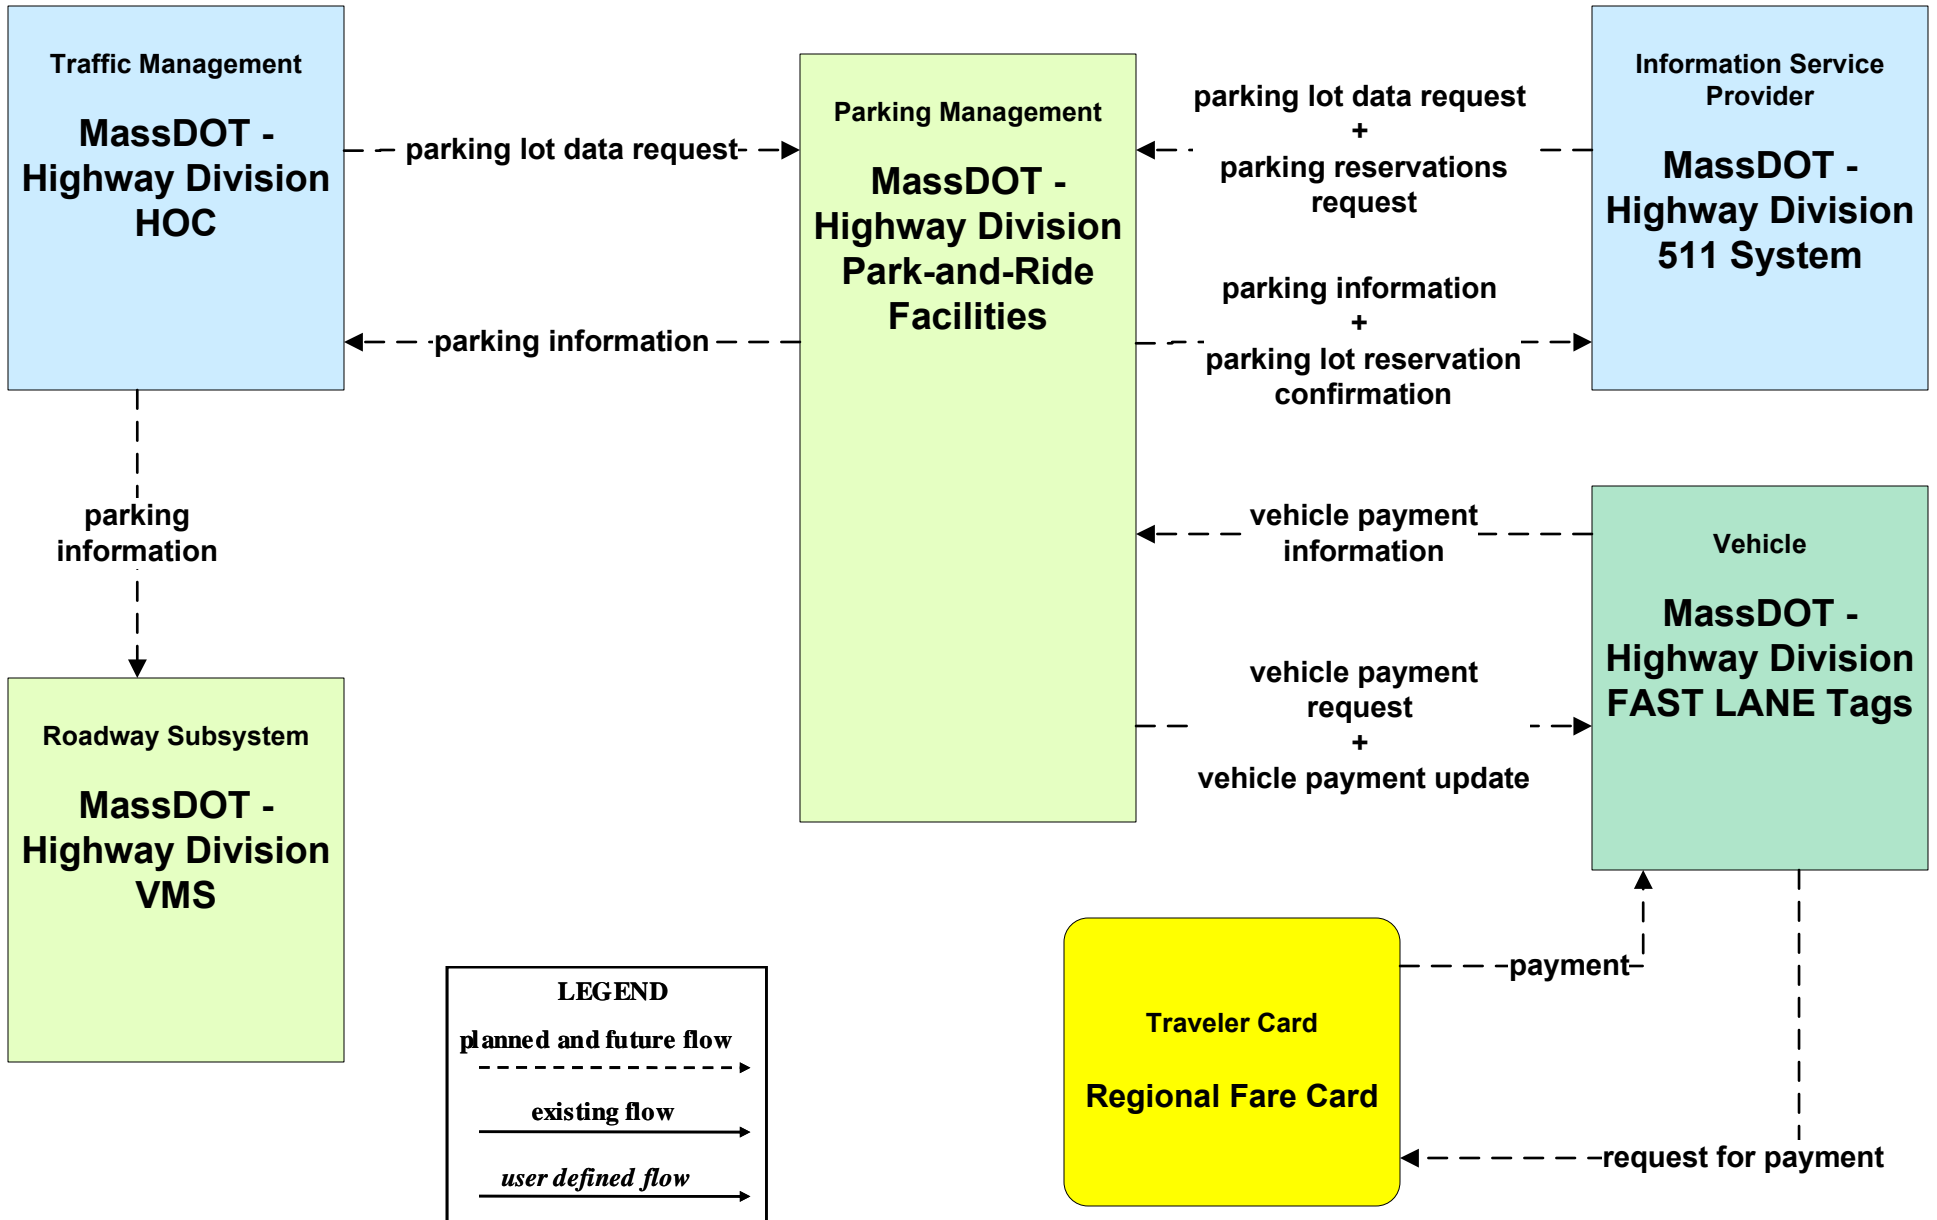 Traffic Management
MassDOT -
Highway Division
HOC
parking lot data request
parking information
parking
information
Roadway Subsystem
MassDOT -
Highway Division
VMS
Parking Management
MassDOT -
Highway Division
Park-and-Ride
Facilities
parking lot data request
+
parking reservations
request
parking information
+
parking lot reservation
confirmation
vehicle payment
information
vehicle payment
request
+
vehicle payment update
Information Service
Provider
MassDOT -
Highway Division
511 System
Vehicle
MassDOT -
Highway Division
FAST LANE Tags
payment
request for payment
Traveler Card
Regional Fare Card
LEGEND
planned and future flow
existing flow
user defined flow